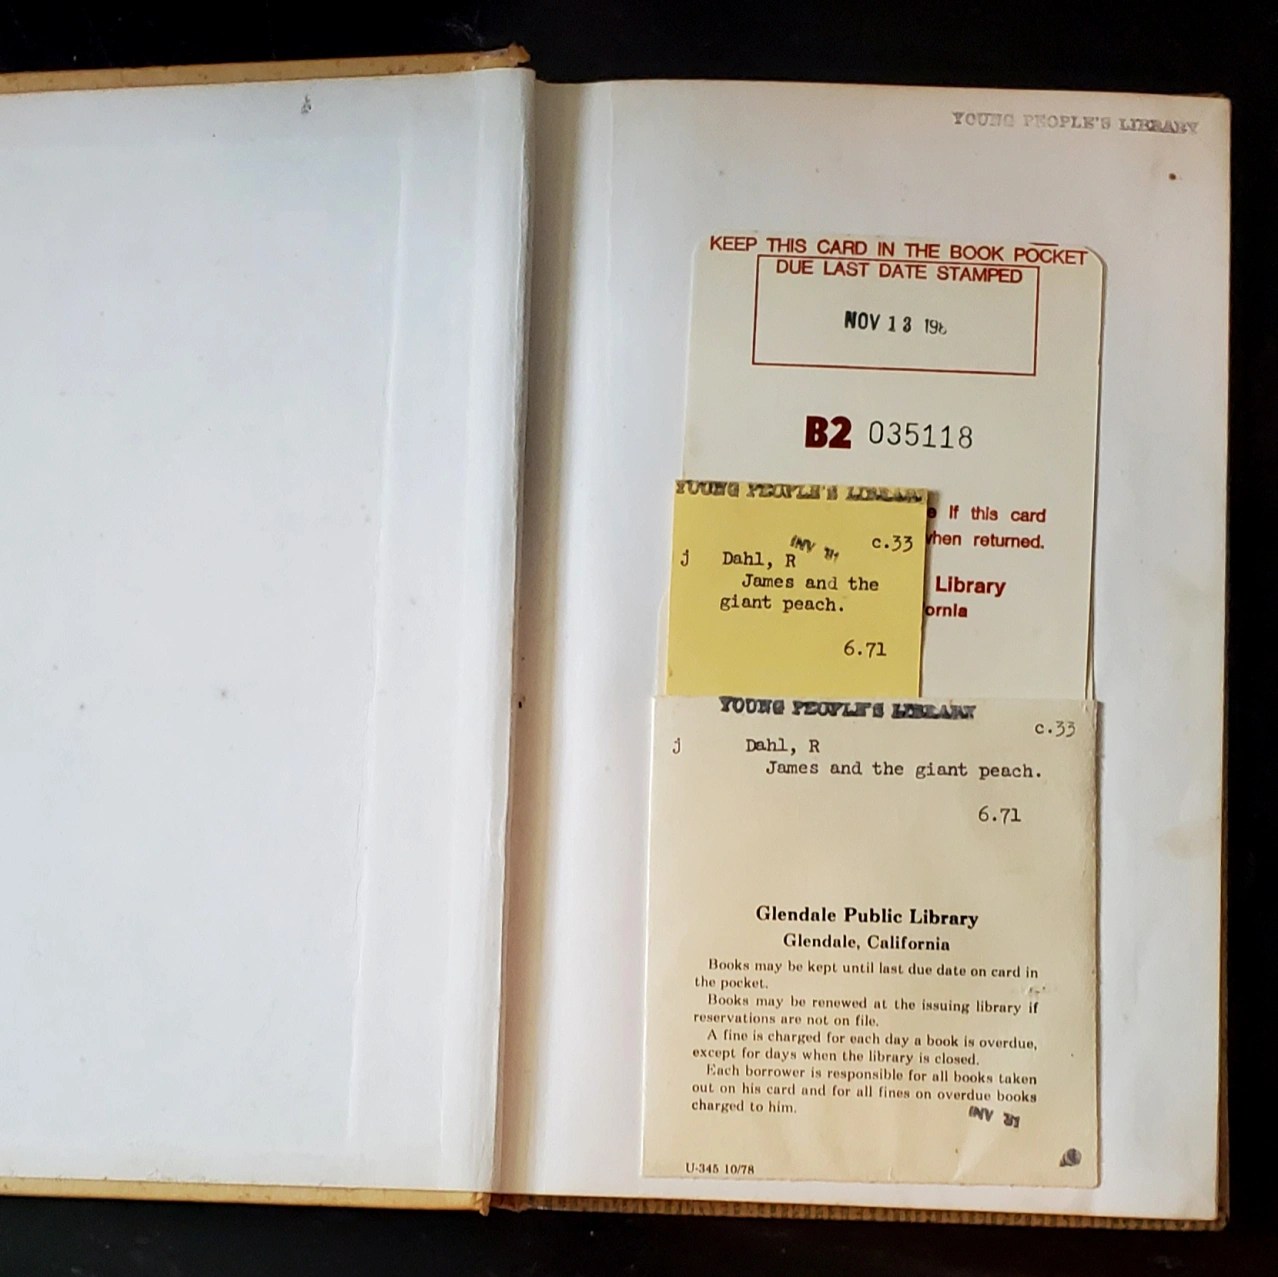 YOUNG PEOPLE'S LIBRARY
KEEP THIS CARD IN THE BOOK POCKET
DUE LAST DATE STAMPED
NOV 13 198
B2 035118
If this card
when returned.
Library
ornia
YOUNG PEOPLE'S LIBRARY
INV 81 c.33
j Dahl, R
James and the
giant peach.
6.71
YOUNG PEOPLE'S LIBRARY
c.33
j Dahl, R
James and the giant peach.
6.71
Glendale Public Library
Glendale, California
Books may be kept until last due date on card in
the pocket.
Books may be renewed at the issuing library if
reservations are not on file.
A fine is charged for each day a book is overdue,
except for days when the library is closed.
Each borrower is responsible for all books taken
out on his card and for all fines on overdue books
charged to him.
INV 81
U-345 10/78